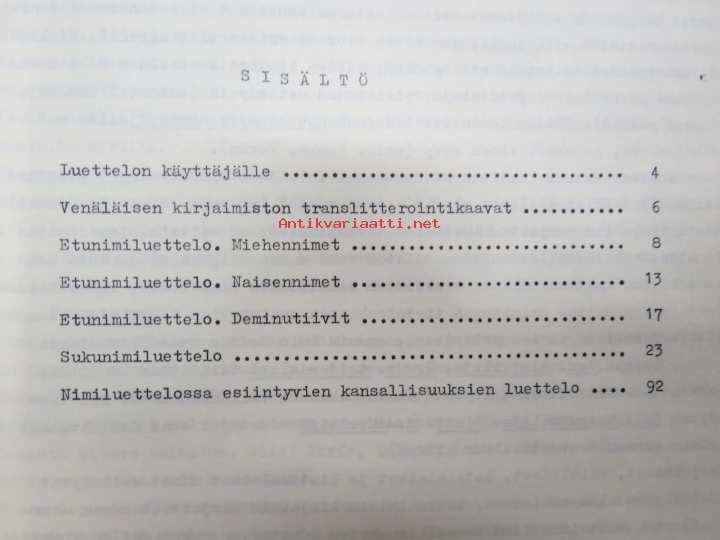 SISÄLTÖ
Luettelon käyttäjälle .................................... 4
Venäläisen kirjaimiston translitterointikaavat ........... 6
Antikvariaatti.net
Etunimiluettelo. Miehennimet ............................. 8
Etunimiluettelo. Naisennimet ............................. 13
Etunimiluettelo. Deminutiivit ............................ 17
Sukunimiluettelo ......................................... 23
Nimiluettelossa esiintyvien kansallisuuksien luettelo .... 92